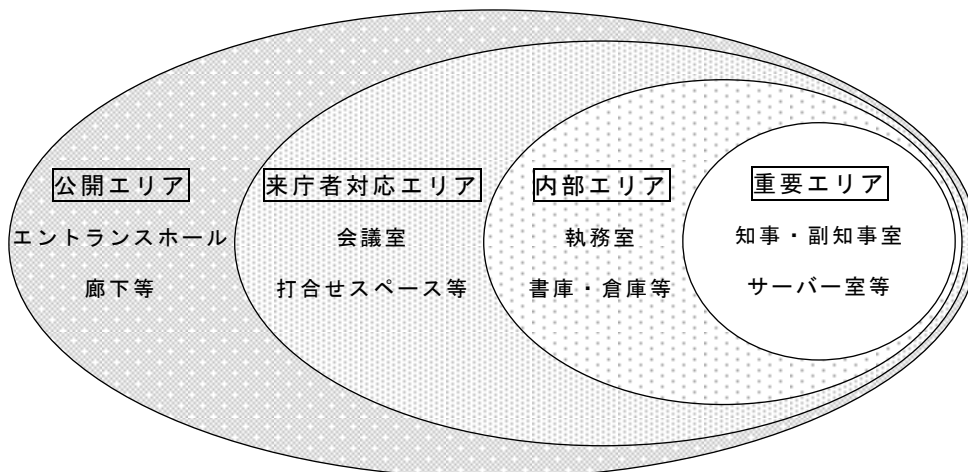 公開エリア
エントランスホール
廊下等
来庁者対応エリア
会議室
打合せスペース等
内部エリア
執務室
書庫・倉庫等
重要エリア
知事・副知事室
サーバー室等